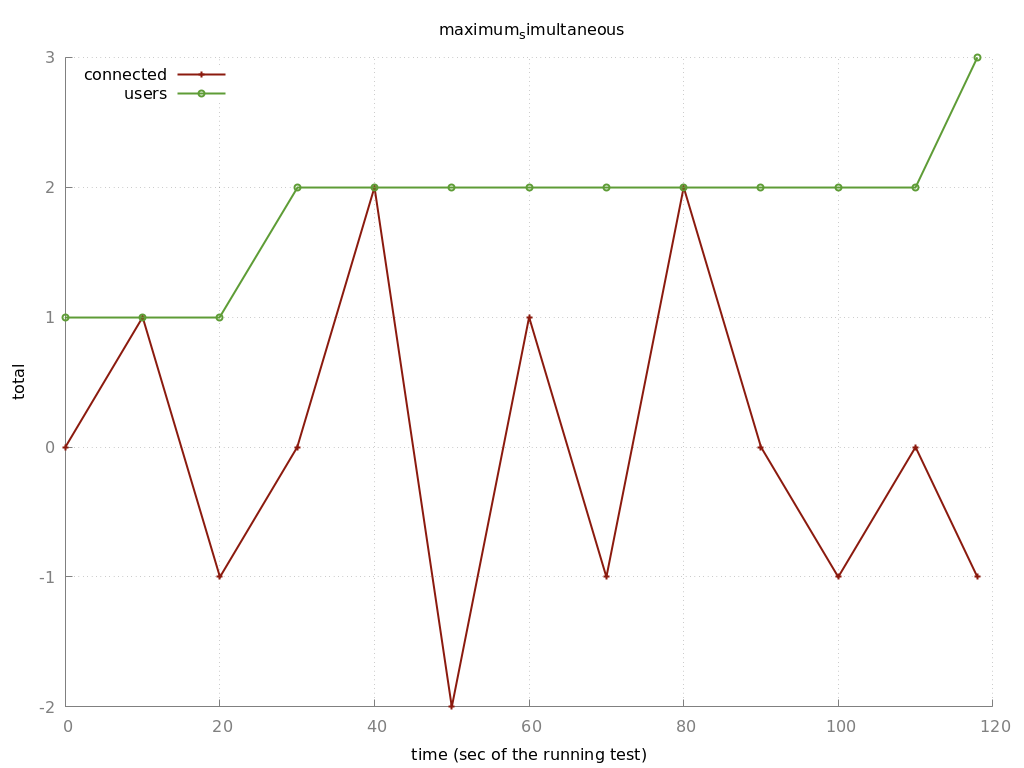 maximumsimultaneous
3
connected
users
2
1
total
0
-1
-2
0 20 40 60 80 100 120
time (sec of the running test)